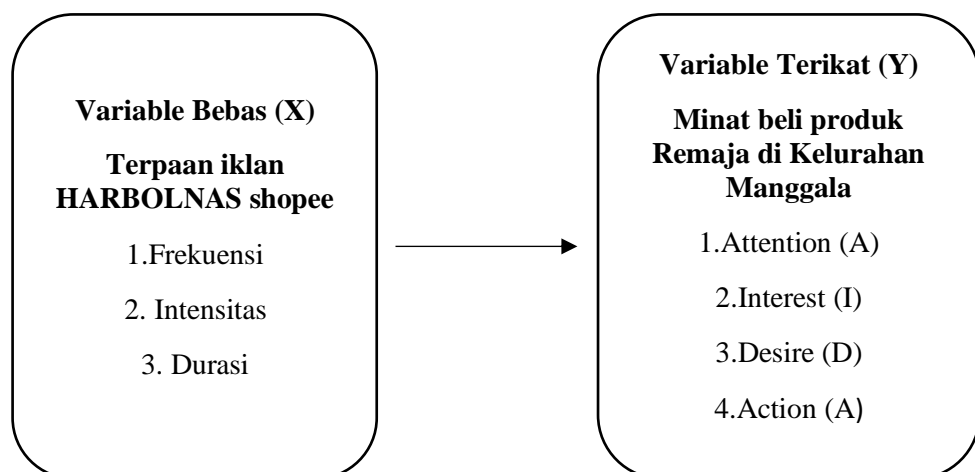 Variable Bebas (X)
Terpaan iklan
HARBOLNAS shopee
1.Frekuensi
2. Intensitas
3. Durasi
Variable Terikat (Y)
Minat beli produk
Remaja di Kelurahan
Manggala
1.Attention (A)
2.Interest (I)
3.Desire (D)
4.Action (A)